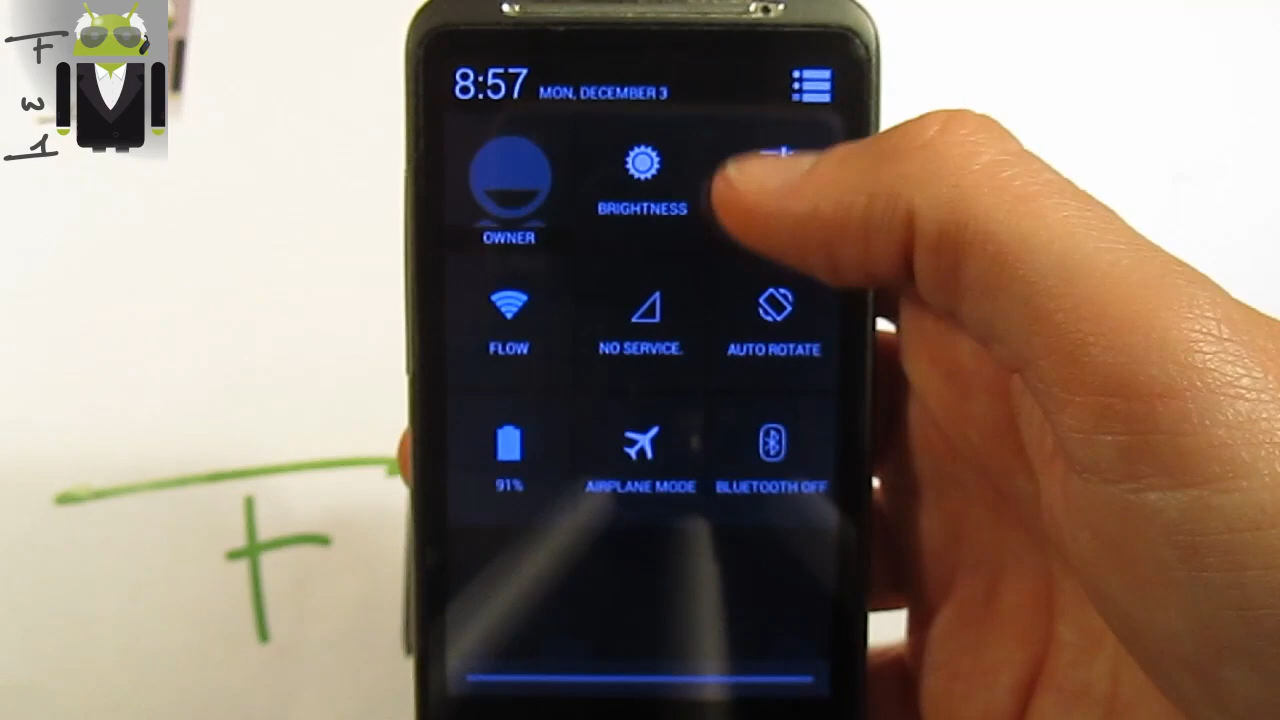 F
W
1
8:57 MON, DECEMBER 3
BRIGHTNESS
OWNER
FLOW
NO SERVICE.
AUTO ROTATE
91%
AIRPLANE MODE
BLUETOOTH OFF
F